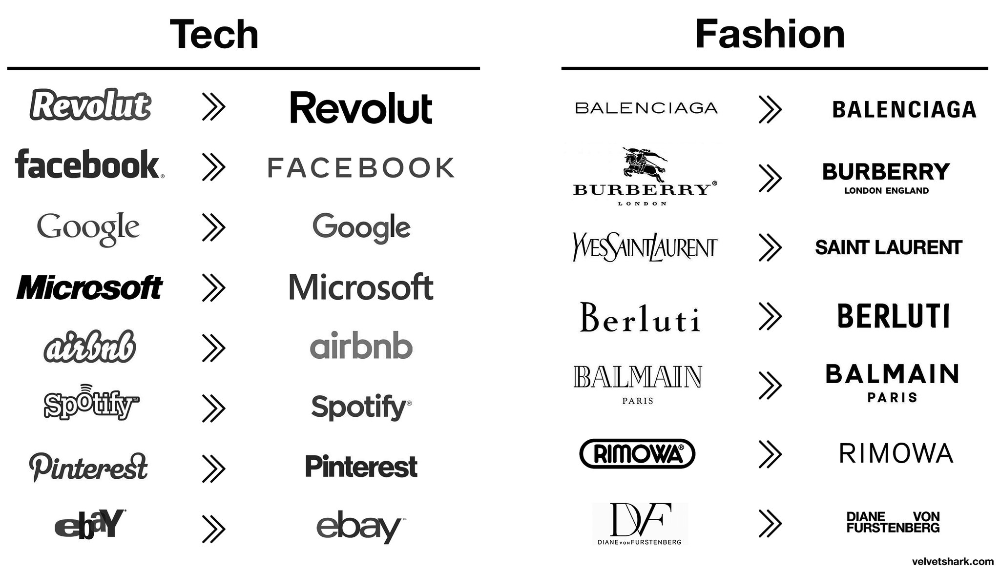 Tech
Revolut
Revolut
facebook®
FACEBOOK
Google
Google
Microsoft
Microsoft
airbnb
airbnb
Spotify™
Spotify®
Pinterest
Pinterest
ebaY
ebay℠
Fashion
BALENCIAGA
BALENCIAGA
BURBERRY®
LONDON
BURBERRY
LONDON ENGLAND
YVESSAINTLAURENT
SAINT LAURENT
Berluti
BERLUTI
BALMAIN
PARIS
BALMAIN
PARIS
RIMOWA®
RIMOWA
DVF
DIANE VON FURSTENBERG
DIANE VON
FURSTENBERG
velvetshark.com